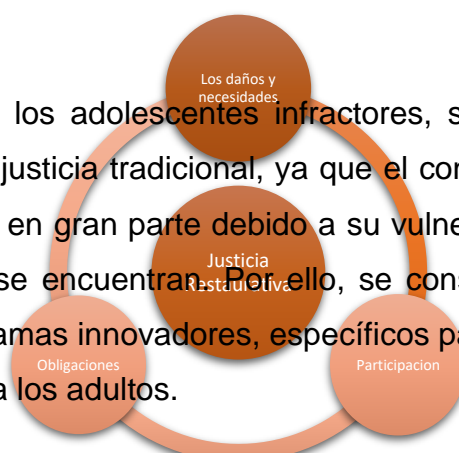 Los daños y
necesidades
los adolescentes infractores, s
justicia tradicional, ya que el con
en gran parte debido a su vulne
Justicia
se encuentran. Por ello, se cons
Restaurativa
amas innovadores, específicos pa
Obligaciones
Participacion
a los adultos.